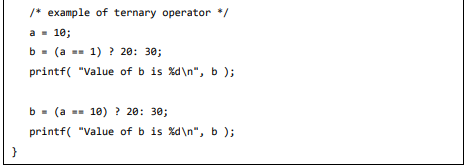 /* example of ternary operator */
a = 10;
b = (a == 1) ? 20: 30;
printf( "Value of b is %d\n", b );
b = (a == 10) ? 20: 30;
printf( "Value of b is %d\n", b );
}